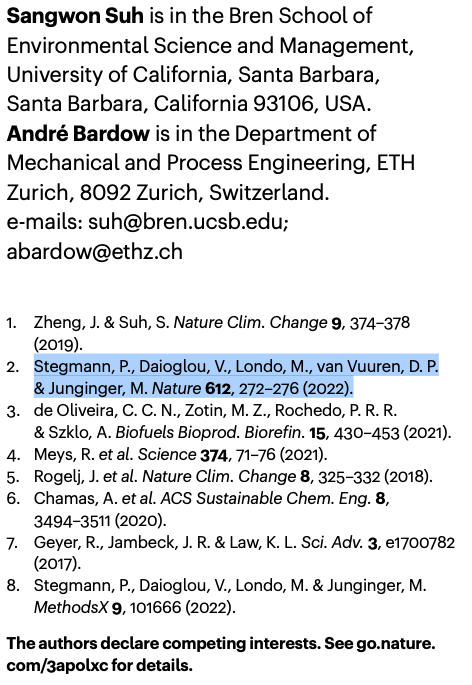 Sangwon Suh is in the Bren School of
Environmental Science and Management,
University of California, Santa Barbara,
Santa Barbara, California 93106, USA.
André Bardow is in the Department of
Mechanical and Process Engineering, ETH
Zurich, 8092 Zurich, Switzerland.
e-mails: suh@bren.ucsb.edu;
abardow@ethz.ch
1. Zheng, J. & Suh, S. Nature Clim. Change 9, 374–378
(2019).
2. Stegmann, P., Daioglou, V., Londo, M., van Vuuren, D. P.
& Junginger, M. Nature 612, 272–276 (2022).
3. de Oliveira, C. C. N., Zotin, M. Z., Rochedo, P. R. R.
& Szklo, A. Biofuels Bioprod. Biorefin. 15, 430–453 (2021).
4. Meys, R. et al. Science 374, 71–76 (2021).
5. Rogelj, J. et al. Nature Clim. Change 8, 325–332 (2018).
6. Chamas, A. et al. ACS Sustainable Chem. Eng. 8,
3494–3511 (2020).
7. Geyer, R., Jambeck, J. R. & Law, K. L. Sci. Adv. 3, e1700782
(2017).
8. Stegmann, P., Daioglou, V., Londo, M. & Junginger, M.
MethodsX 9, 101666 (2022).
The authors declare competing interests. See go.nature.
com/3apolxc for details.